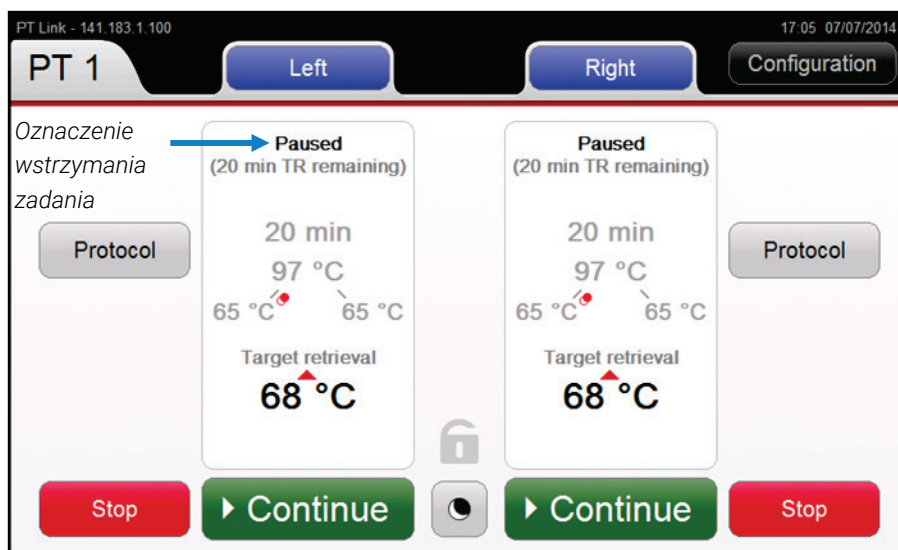 PT Link - 141.183.1.100
17:05 07/07/2014
PT 1
Left
Right
Configuration
Oznaczenie
wstrzymania
zadania
Paused
(20 min TR remaining)
20 min
97 °C
65 °C
65 °C
Target retrieval
68 °C
Paused
(20 min TR remaining)
20 min
97 °C
65 °C
65 °C
Target retrieval
68 °C
Protocol
Protocol
Stop
Continue
Continue
Stop